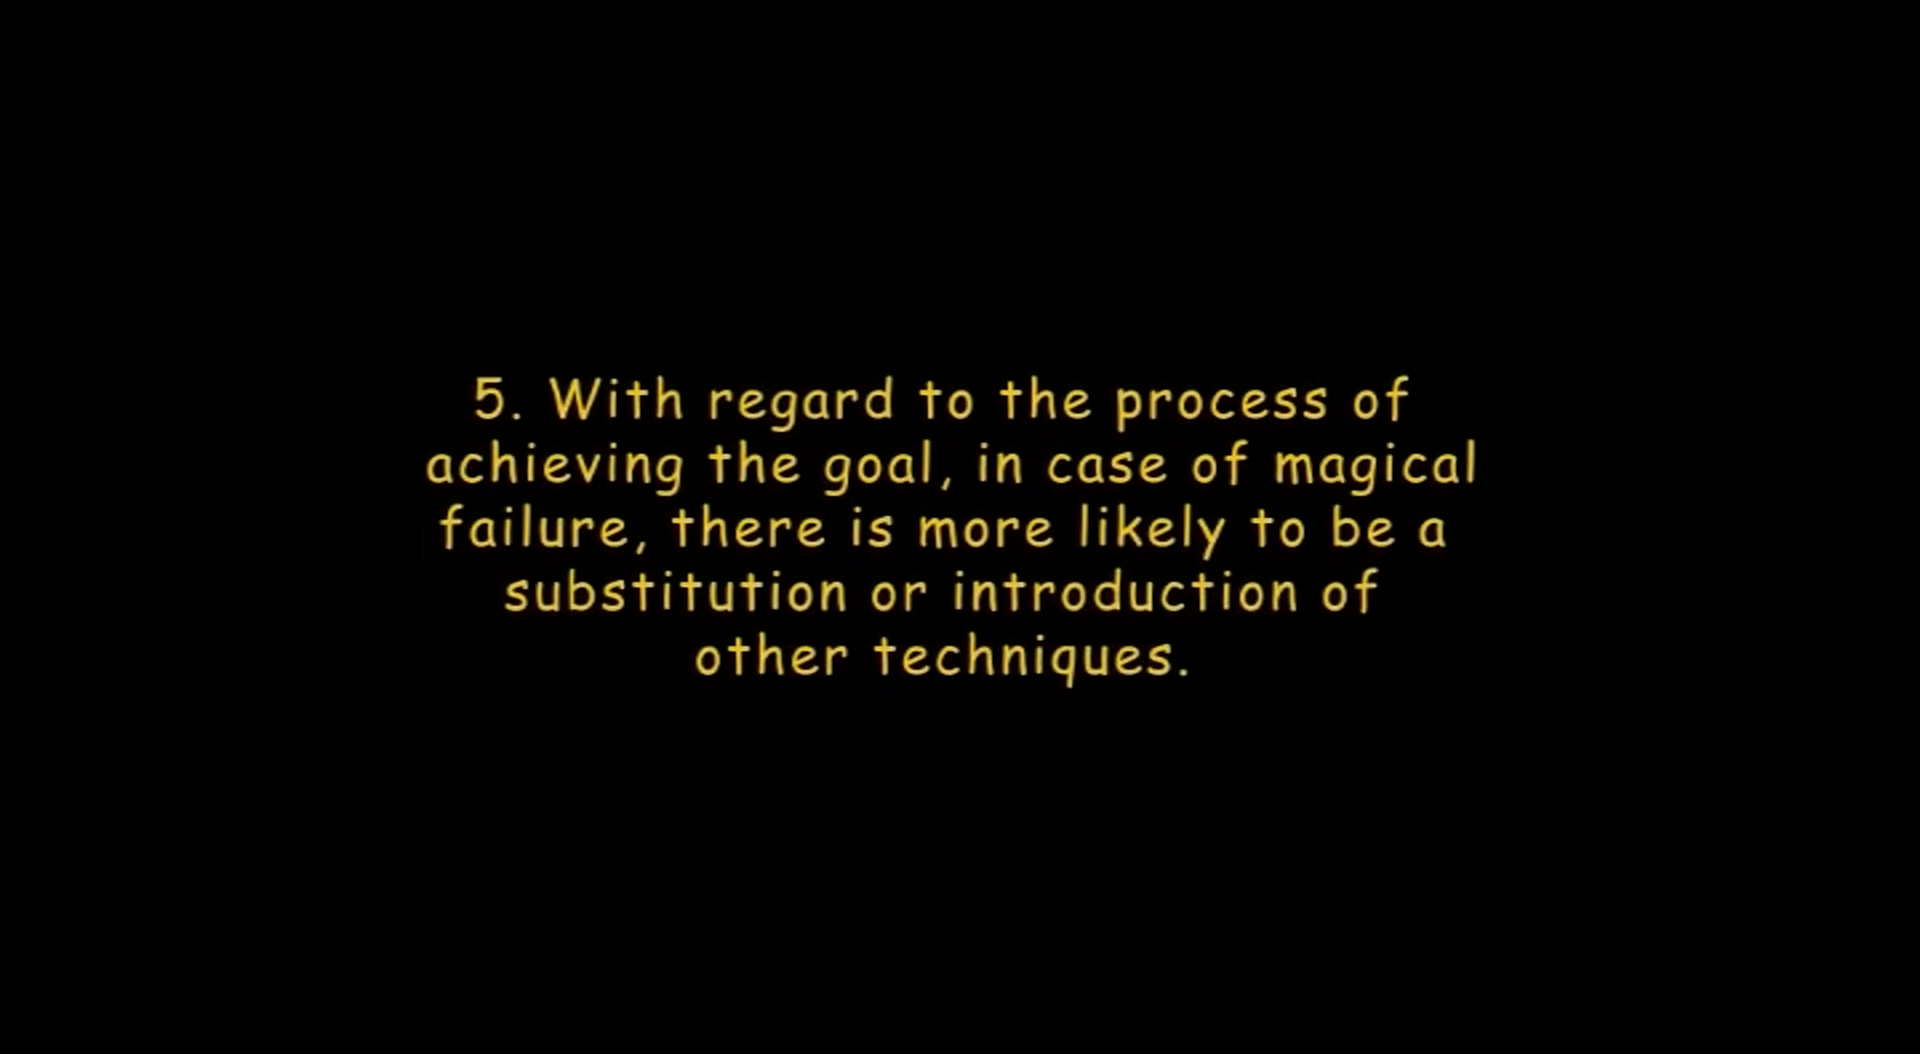 5. With regard to the process of
achieving the goal, in case of magical
failure, there is more likely to be a
substitution or introduction of
other techniques.